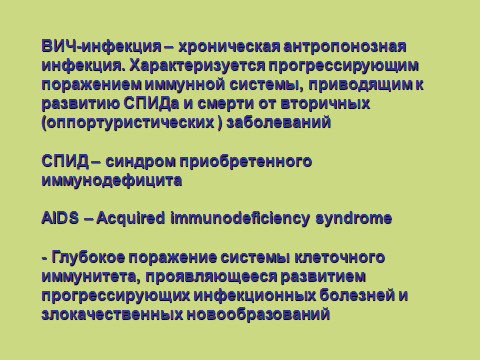 ВИЧ-инфекция – хроническая антропонозная
инфекция. Характеризуется прогрессирующим
поражением иммунной системы, приводящим к
развитию СПИДа и смерти от вторичных
(оппортуристических ) заболеваний
СПИД – синдром приобретенного
иммунодефицита
AIDS – Acquired immunodeficiency syndrome
- Глубокое поражение системы клеточного
иммунитета, проявляющееся развитием
прогрессирующих инфекционных болезней и
злокачественных новообразований